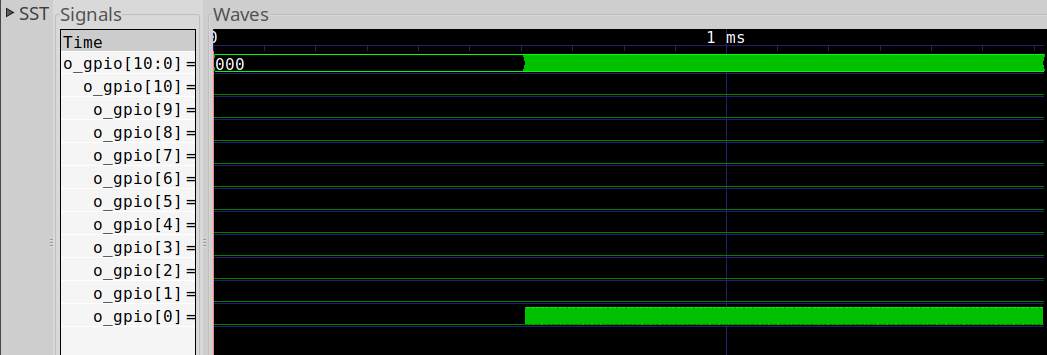 SST
Signals
Waves
Time
0
1 ms
o_gpio[10:0]=
000
o_gpio[10]=
o_gpio[9]=
o_gpio[8]=
o_gpio[7]=
o_gpio[6]=
o_gpio[5]=
o_gpio[4]=
o_gpio[3]=
o_gpio[2]=
o_gpio[1]=
o_gpio[0]=